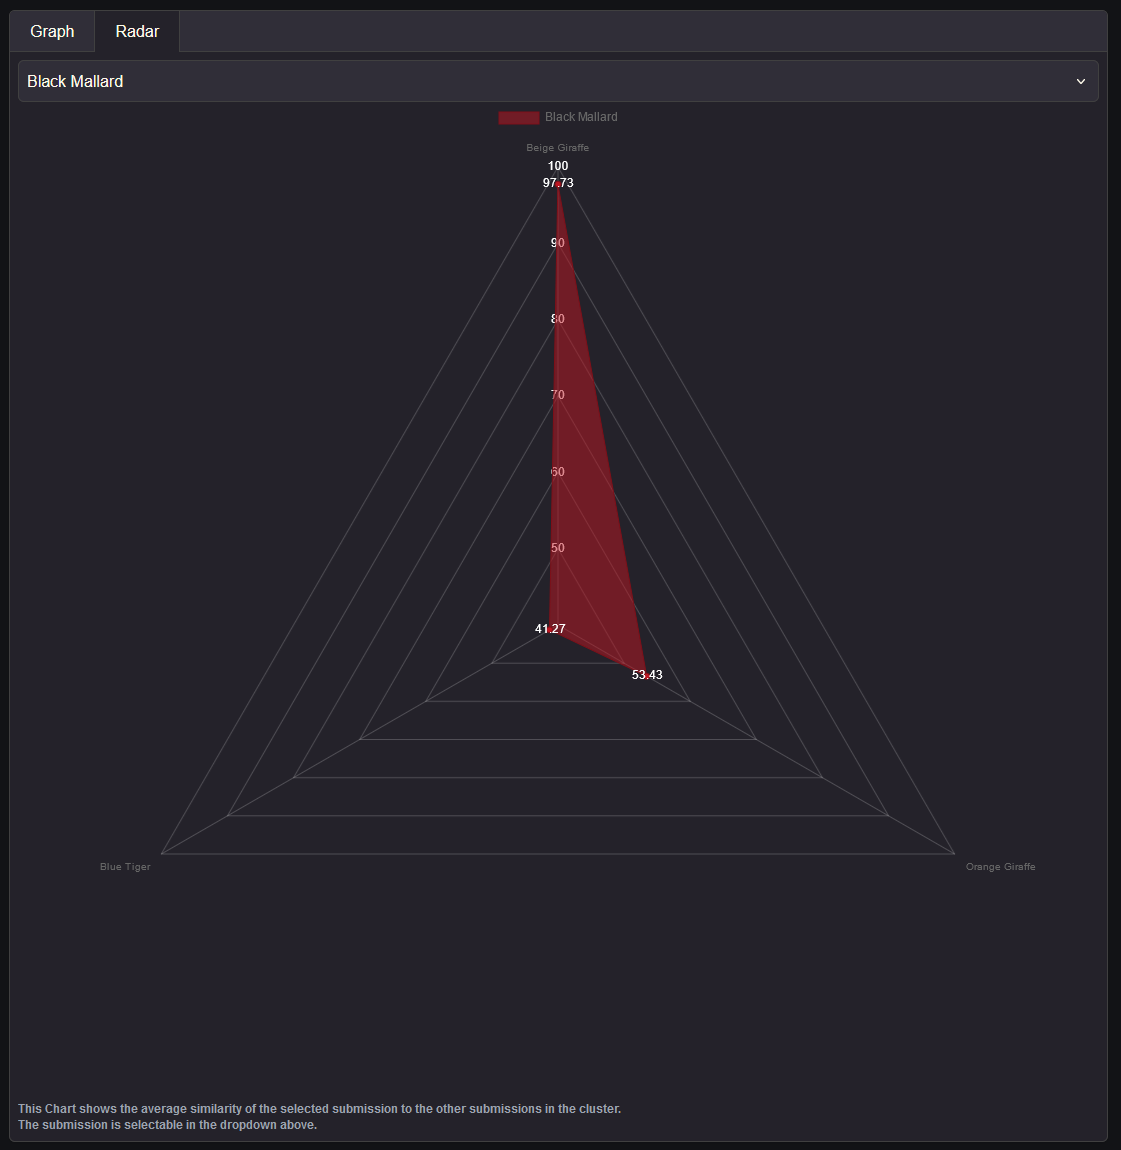 Graph
Radar
Black Mallard
Black Mallard
Beige Giraffe
100
97.73
90
80
70
60
50
41.27
53.43
Blue Tiger
Orange Giraffe
This Chart shows the average similarity of the selected submission to the other submissions in the cluster.
The submission is selectable in the dropdown above.